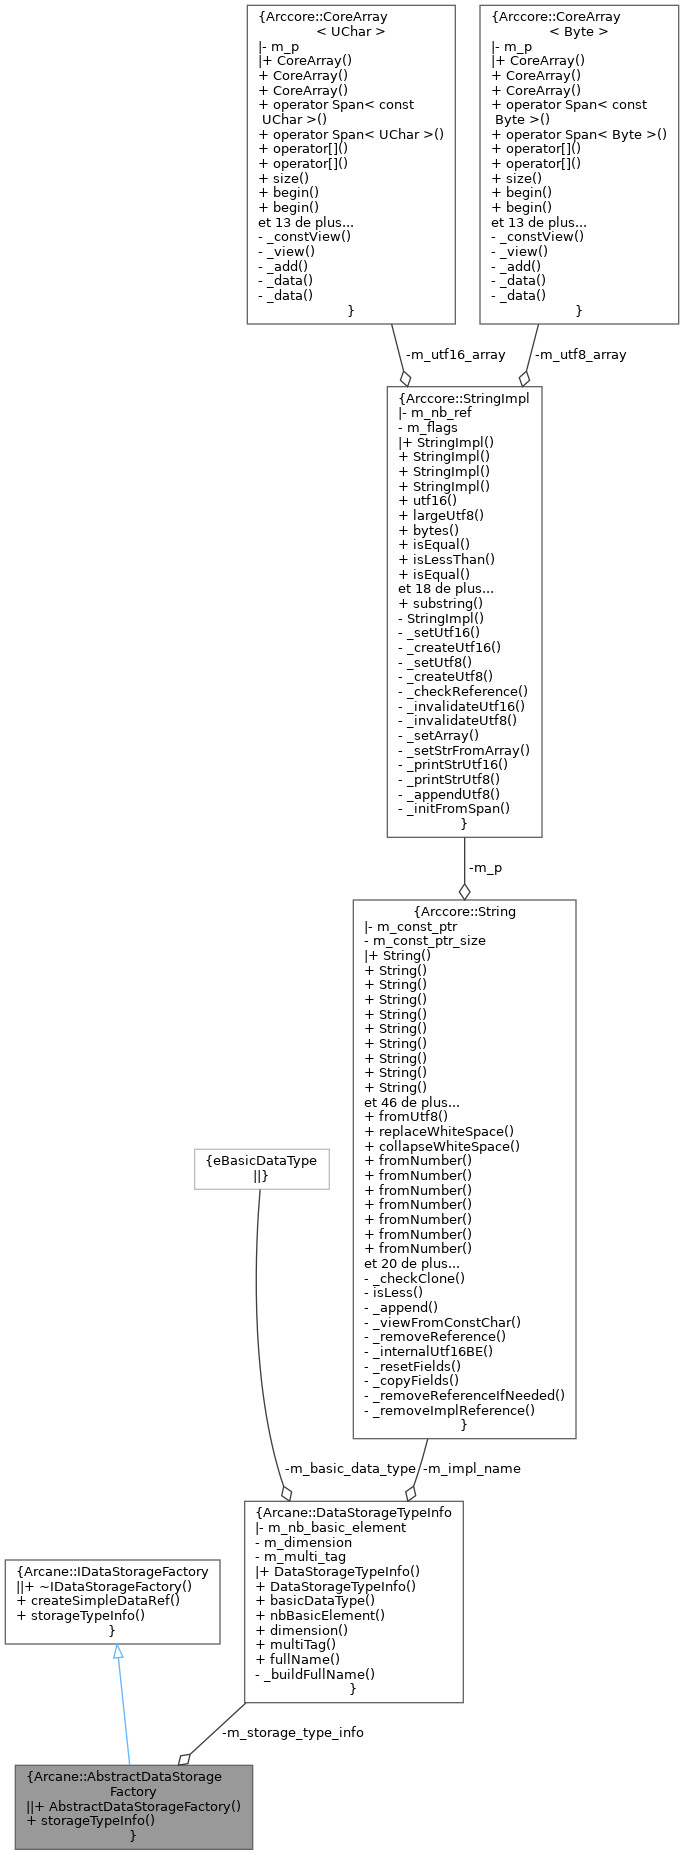 {Arccore::CoreArray
< UChar >
|- m_p
|+ CoreArray()
+ CoreArray()
+ CoreArray()
+ operator Span< const
UChar >()
+ operator Span< UChar >()
+ operator[]()
+ operator[]()
+ size()
+ begin()
+ begin()
et 13 de plus...
- _constView()
- _view()
- _add()
- _data()
- _data()
}
{Arccore::CoreArray
< Byte >
|- m_p
|+ CoreArray()
+ CoreArray()
+ CoreArray()
+ operator Span< const
Byte >()
+ operator Span< Byte >()
+ operator[]()
+ operator[]()
+ size()
+ begin()
+ begin()
et 13 de plus...
- _constView()
- _view()
- _add()
- _data()
- _data()
}
-m_utf16_array
-m_utf8_array
{Arccore::StringImpl
|- m_nb_ref
- m_flags
|+ StringImpl()
+ StringImpl()
+ StringImpl()
+ StringImpl()
+ utf16()
+ largeUtf8()
+ bytes()
+ isEqual()
+ isLessThan()
+ isEqual()
et 18 de plus...
+ substring()
- StringImpl()
- _setUtf16()
- _createUtf16()
- _setUtf8()
- _createUtf8()
- _checkReference()
- _invalidateUtf16()
- _invalidateUtf8()
- _setArray()
- _setStrFromArray()
- _printStrUtf16()
- _printStrUtf8()
- _appendUtf8()
- _initFromSpan()
}
-m_p
{Arccore::String
|- m_const_ptr
- m_const_ptr_size
|+ String()
+ String()
+ String()
+ String()
+ String()
+ String()
+ String()
+ String()
+ String()
+ String()
et 46 de plus...
+ fromUtf8()
+ replaceWhiteSpace()
+ collapseWhiteSpace()
+ fromNumber()
+ fromNumber()
+ fromNumber()
+ fromNumber()
+ fromNumber()
+ fromNumber()
+ fromNumber()
et 20 de plus...
- _checkClone()
- isLess()
- _append()
- _viewFromConstChar()
- _removeReference()
- _internalUtf16BE()
- _resetFields()
- _copyFields()
- _removeReferenceIfNeeded()
- _removeImplReference()
}
{eBasicDataType
||}
-m_basic_data_type
-m_impl_name
{Arcane::DataStorageTypeInfo
|- m_nb_basic_element
- m_dimension
- m_multi_tag
|+ DataStorageTypeInfo()
+ DataStorageTypeInfo()
+ basicDataType()
+ nbBasicElement()
+ dimension()
+ multiTag()
+ fullName()
- _buildFullName()
}
{Arcane::IDataStorageFactory
||+ ~IDataStorageFactory()
+ createSimpleDataRef()
+ storageTypeInfo()
}
-m_storage_type_info
{Arcane::AbstractDataStorage
Factory
||+ AbstractDataStorageFactory()
+ storageTypeInfo()
}